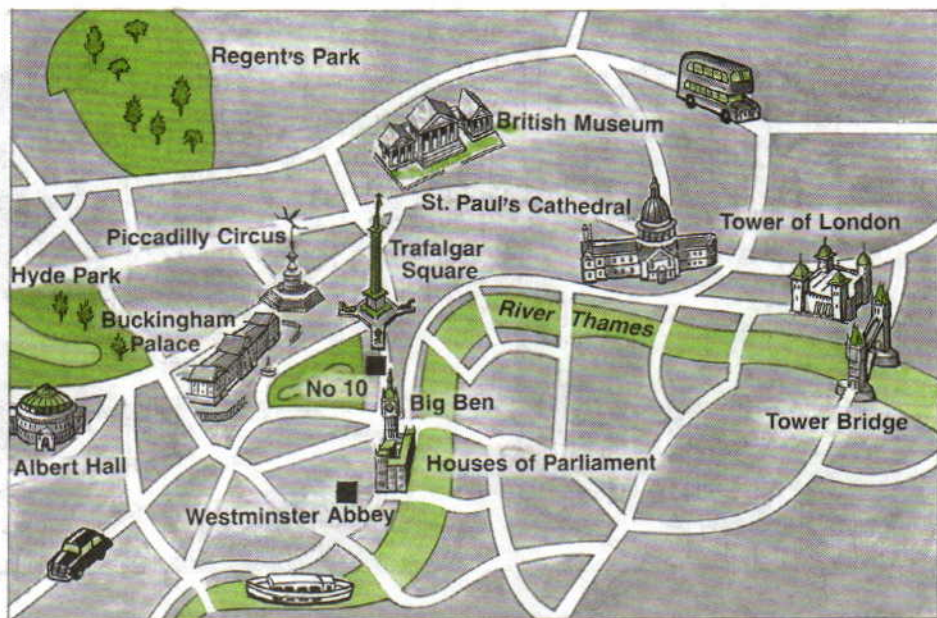 Regent's Park
British Museum
St. Paul's Cathedral
Tower of London
Piccadilly Circus
Trafalgar
Square
Hyde Park
Buckingham
Palace
River Thames
No 10
Big Ben
Tower Bridge
Albert Hall
Houses of Parliament
Westminster Abbey